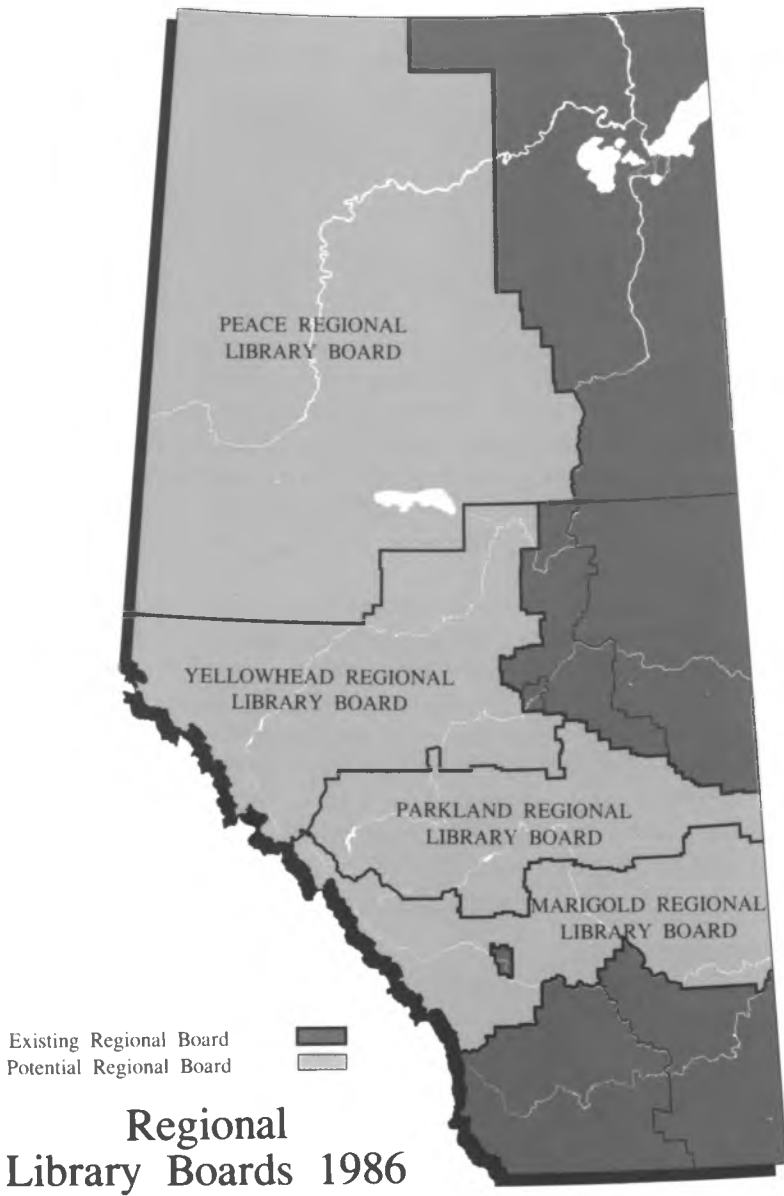 PEACE REGIONAL
LIBRARY BOARD
YELLOWHEAD REGIONAL
LIBRARY BOARD
PARKLAND REGIONAL
LIBRARY BOARD
MARIGOLD REGIONAL
LIBRARY BOARD
Existing Regional Board
Potential Regional Board
Regional
Library Boards 1986